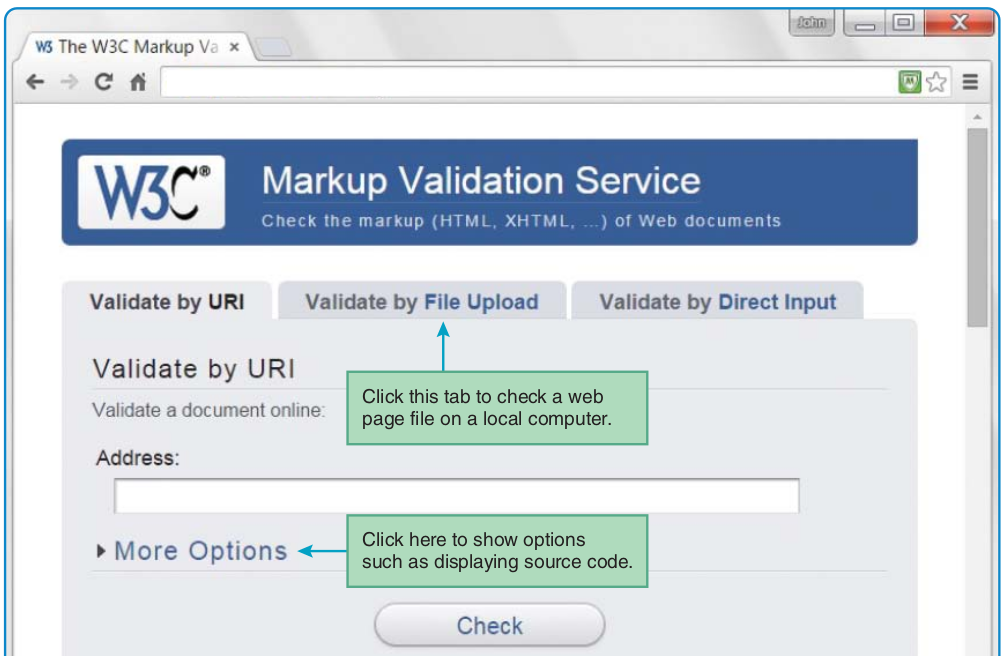 John
W3 The W3C Markup Va ×
W3C®
Markup Validation Service
Check the markup (HTML, XHTML, ...) of Web documents
Validate by URI Validate by File Upload Validate by Direct Input
Validate by URI
Validate a document online:
Click this tab to check a web
page file on a local computer.
Address:
More Options
Click here to show options
such as displaying source code.
Check